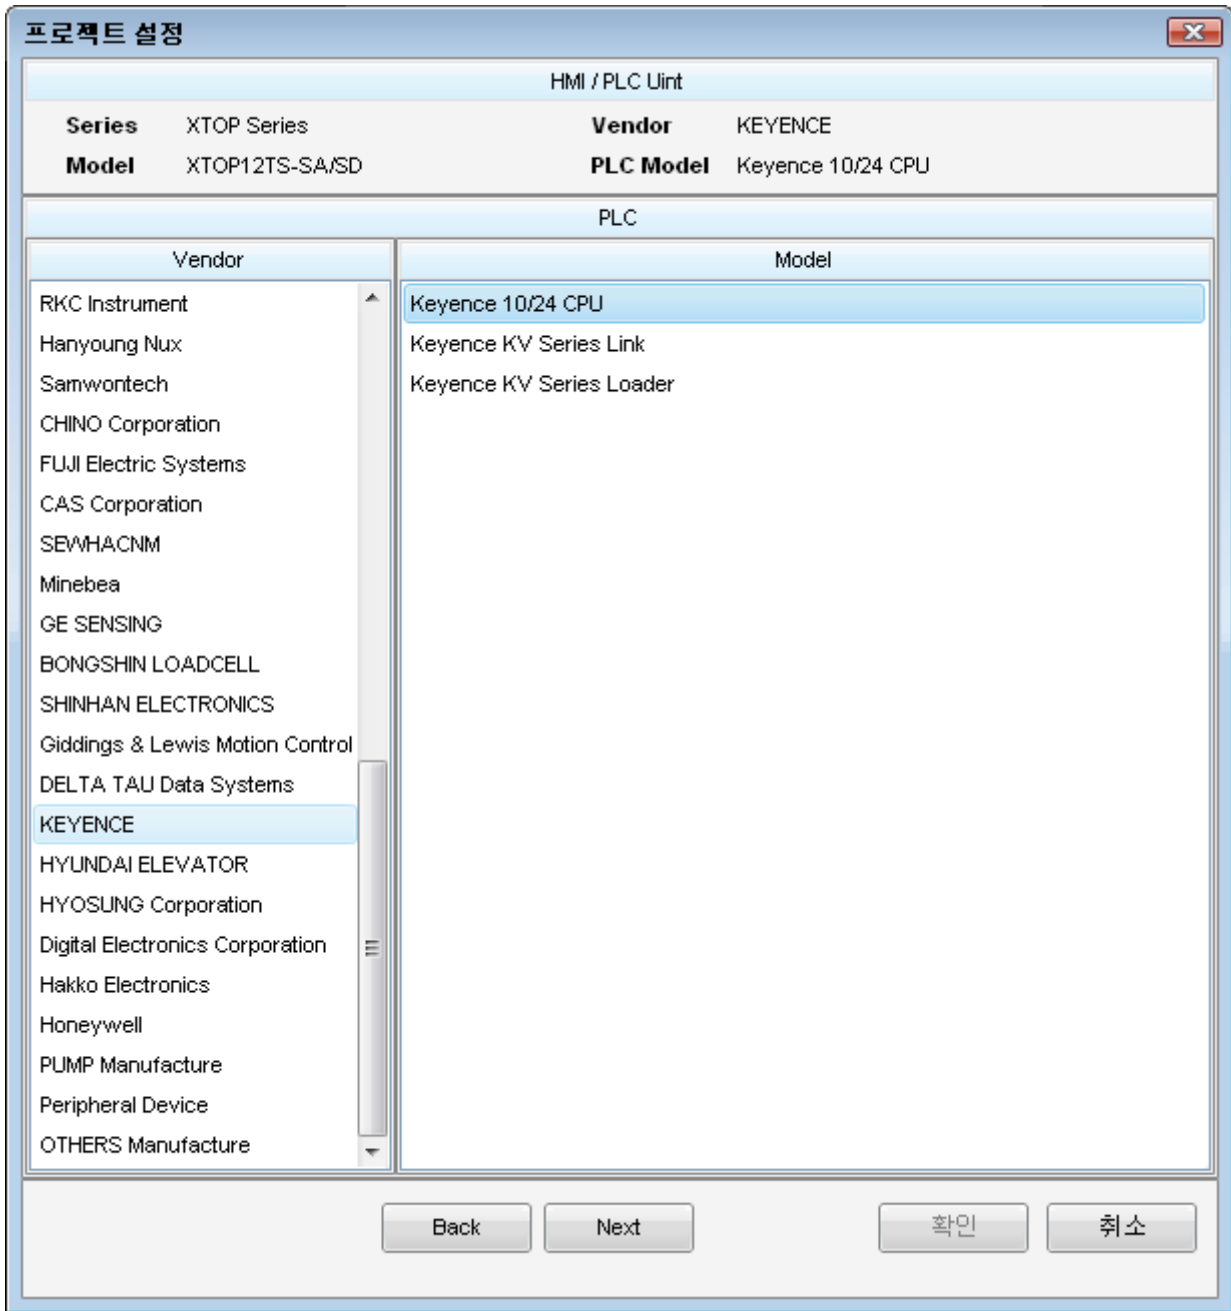 프로젝트 설정
HMI / PLC Uint
Series XTOP Series Vendor KEYENCE
Model XTOP12TS-SA/SD PLC Model Keyence 10/24 CPU
PLC
Vendor Model
RKC Instrument Keyence 10/24 CPU
Hanyoung Nux Keyence KV Series Link
Samwontech Keyence KV Series Loader
CHINO Corporation
FUJI Electric Systems
CAS Corporation
SEWHACNM
Minebea
GE SENSING
BONGSHIN LOADCELL
SHINHAN ELECTRONICS
Giddings & Lewis Motion Control
DELTA TAU Data Systems
KEYENCE
HYUNDAI ELEVATOR
HYOSUNG Corporation
Digital Electronics Corporation
Hakko Electronics
Honeywell
PUMP Manufacture
Peripheral Device
OTHERS Manufacture
Back Next 확인 취소